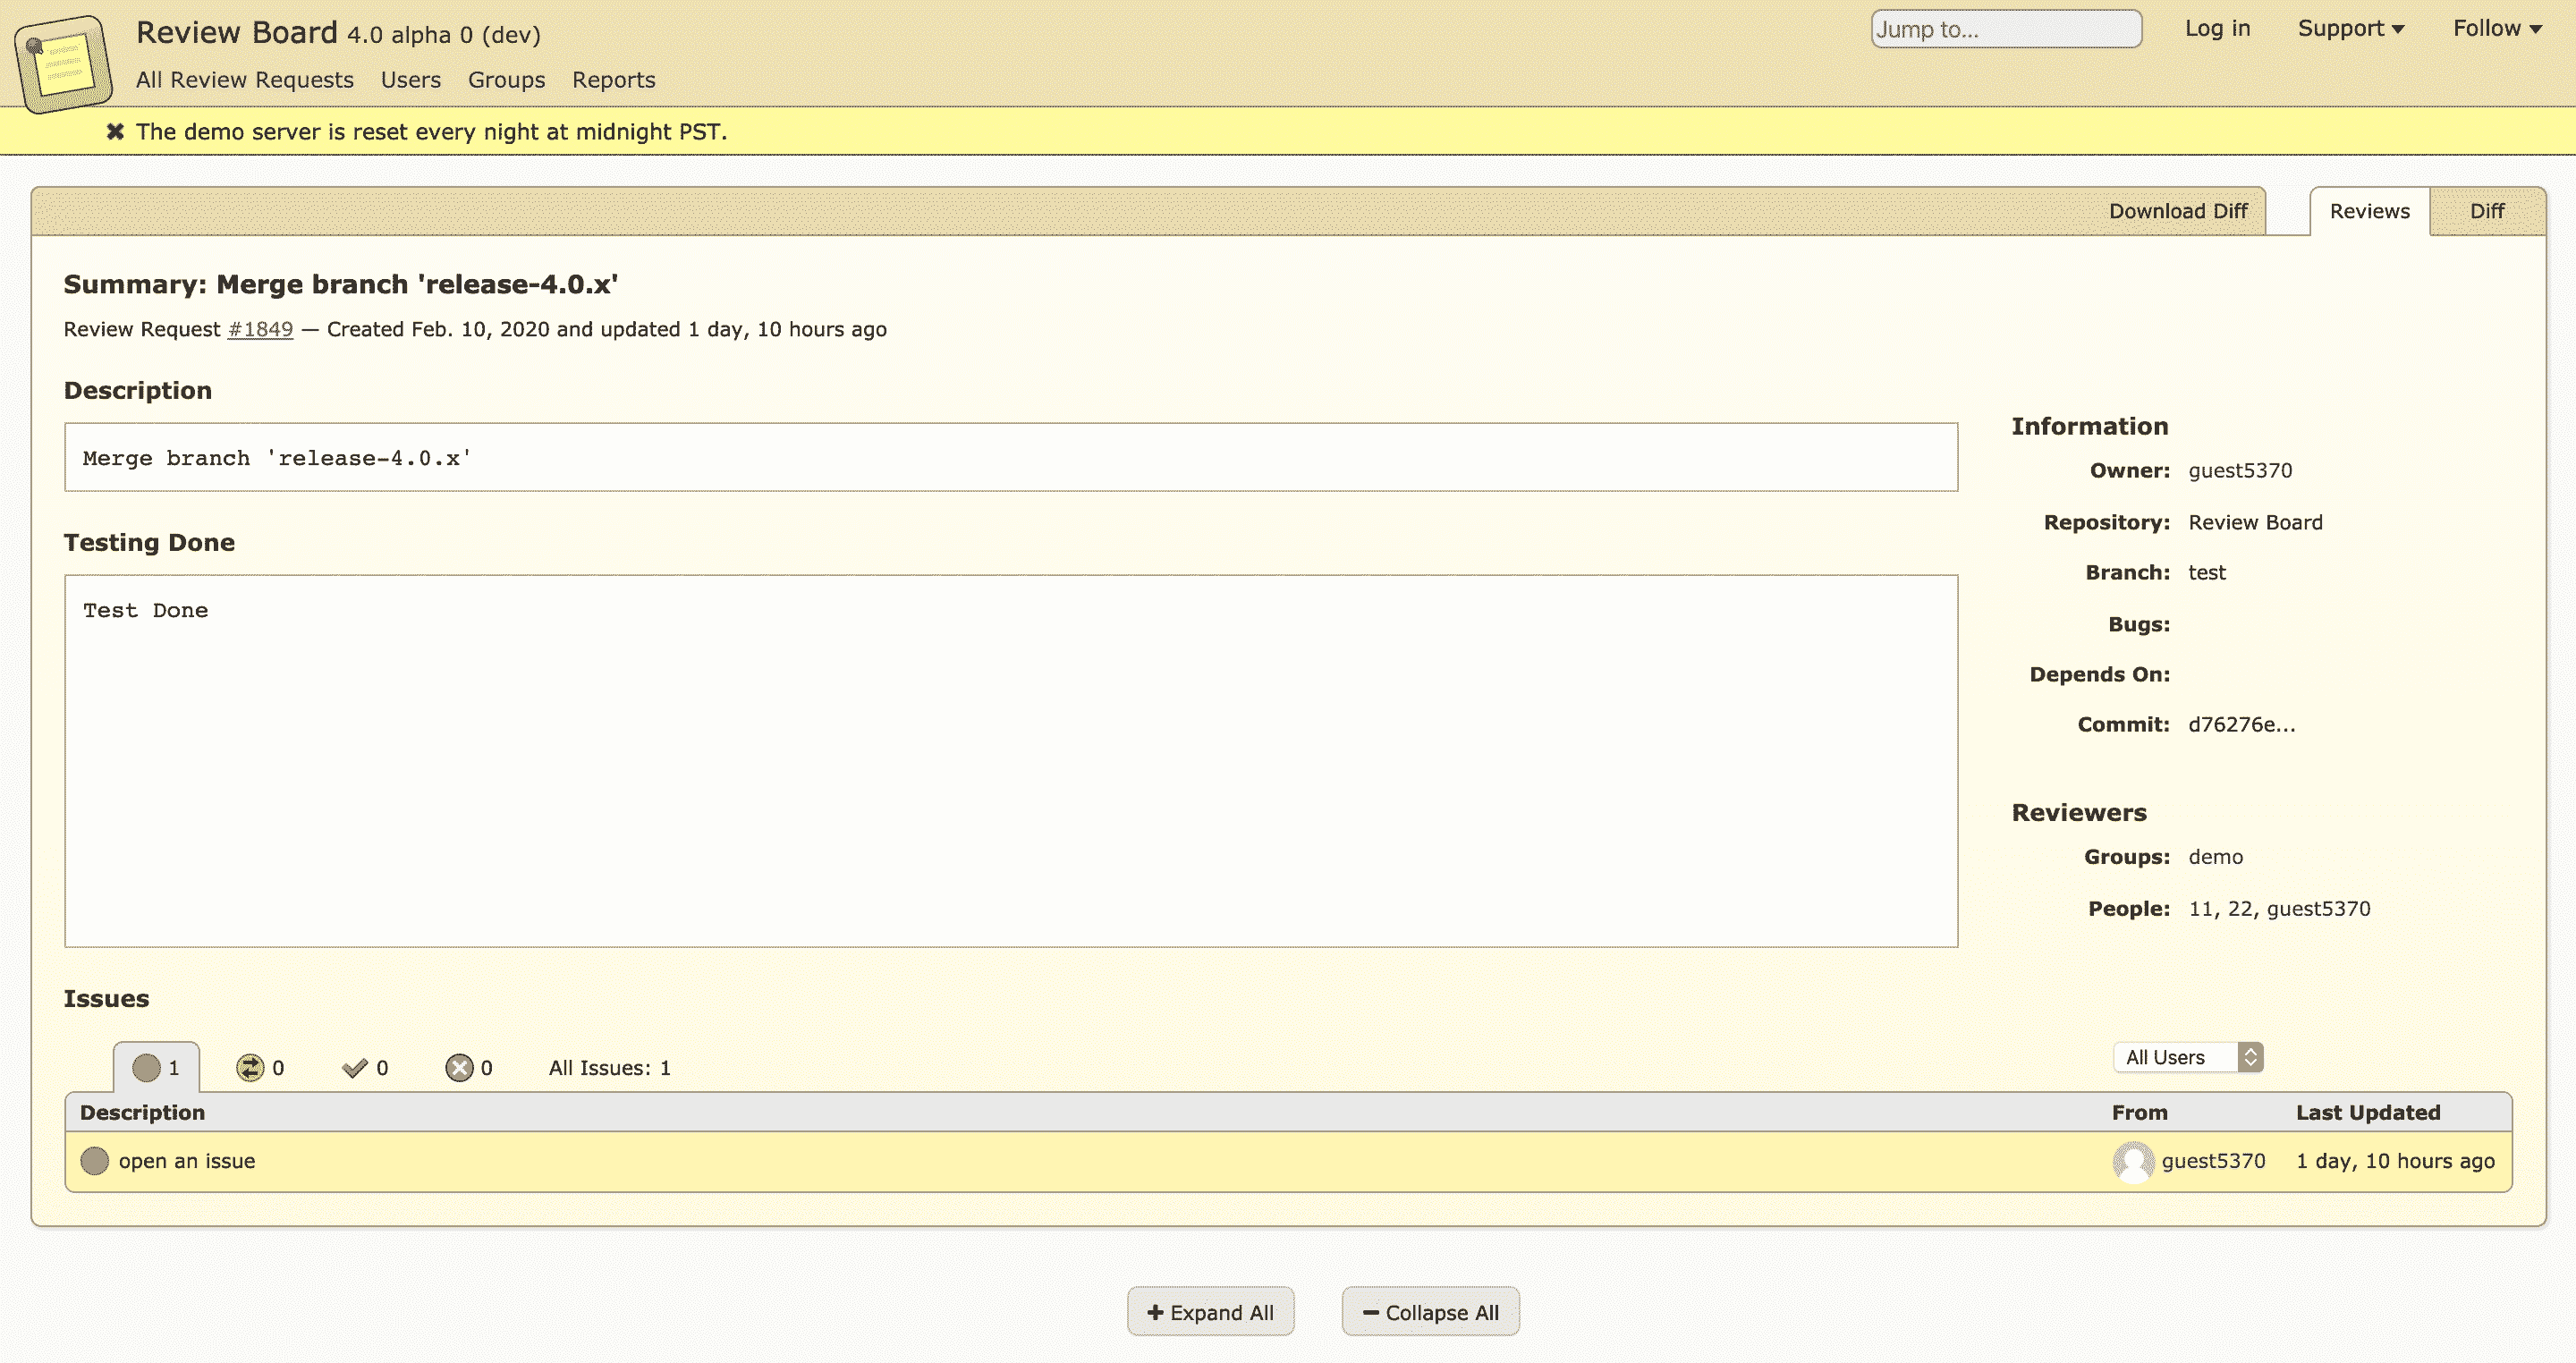 Review Board 4.0 alpha 0 (dev)
Jump to...
Log in
Support
Follow
All Review Requests Users Groups Reports
The demo server is reset every night at midnight PST.
Download Diff
Reviews
Diff
Summary: Merge branch 'release-4.0.x'
Review Request #1849 — Created Feb. 10, 2020 and updated 1 day, 10 hours ago
Description
Merge branch 'release-4.0.x'
Testing Done
Test Done
Information
Owner: guest5370
Repository: Review Board
Branch: test
Bugs:
Depends On:
Commit: d76276e...
Reviewers
Groups: demo
People: 11, 22, guest5370
Issues
1 0 0 0 All Issues: 1
All Users
Description From Last Updated
open an issue guest5370 1 day, 10 hours ago
Expand All
Collapse All